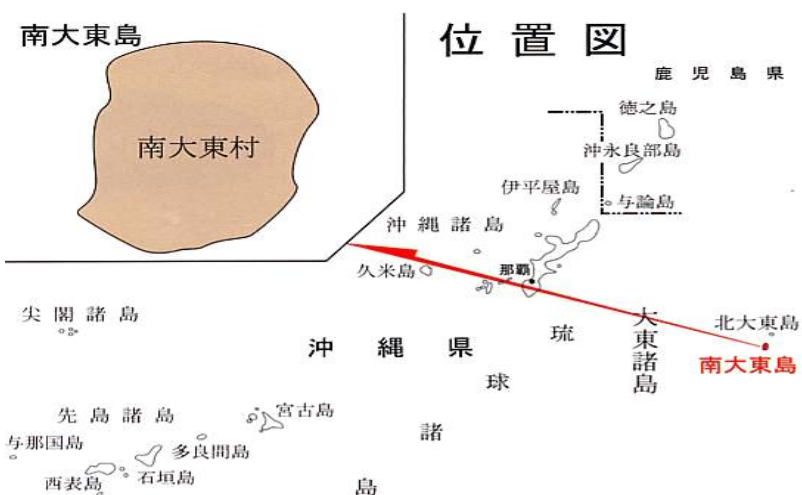 南大東島
南大東村
位置図
鹿児島県
徳之島
沖永良部島
伊平屋島
与論島
沖縄諸島
久米島
那覇
北大東島
南大東島
大東諸島
尖閣諸島
沖縄県
琉球諸島
先島諸島
宮古島
与那国島
多良間島
石垣島
西表島